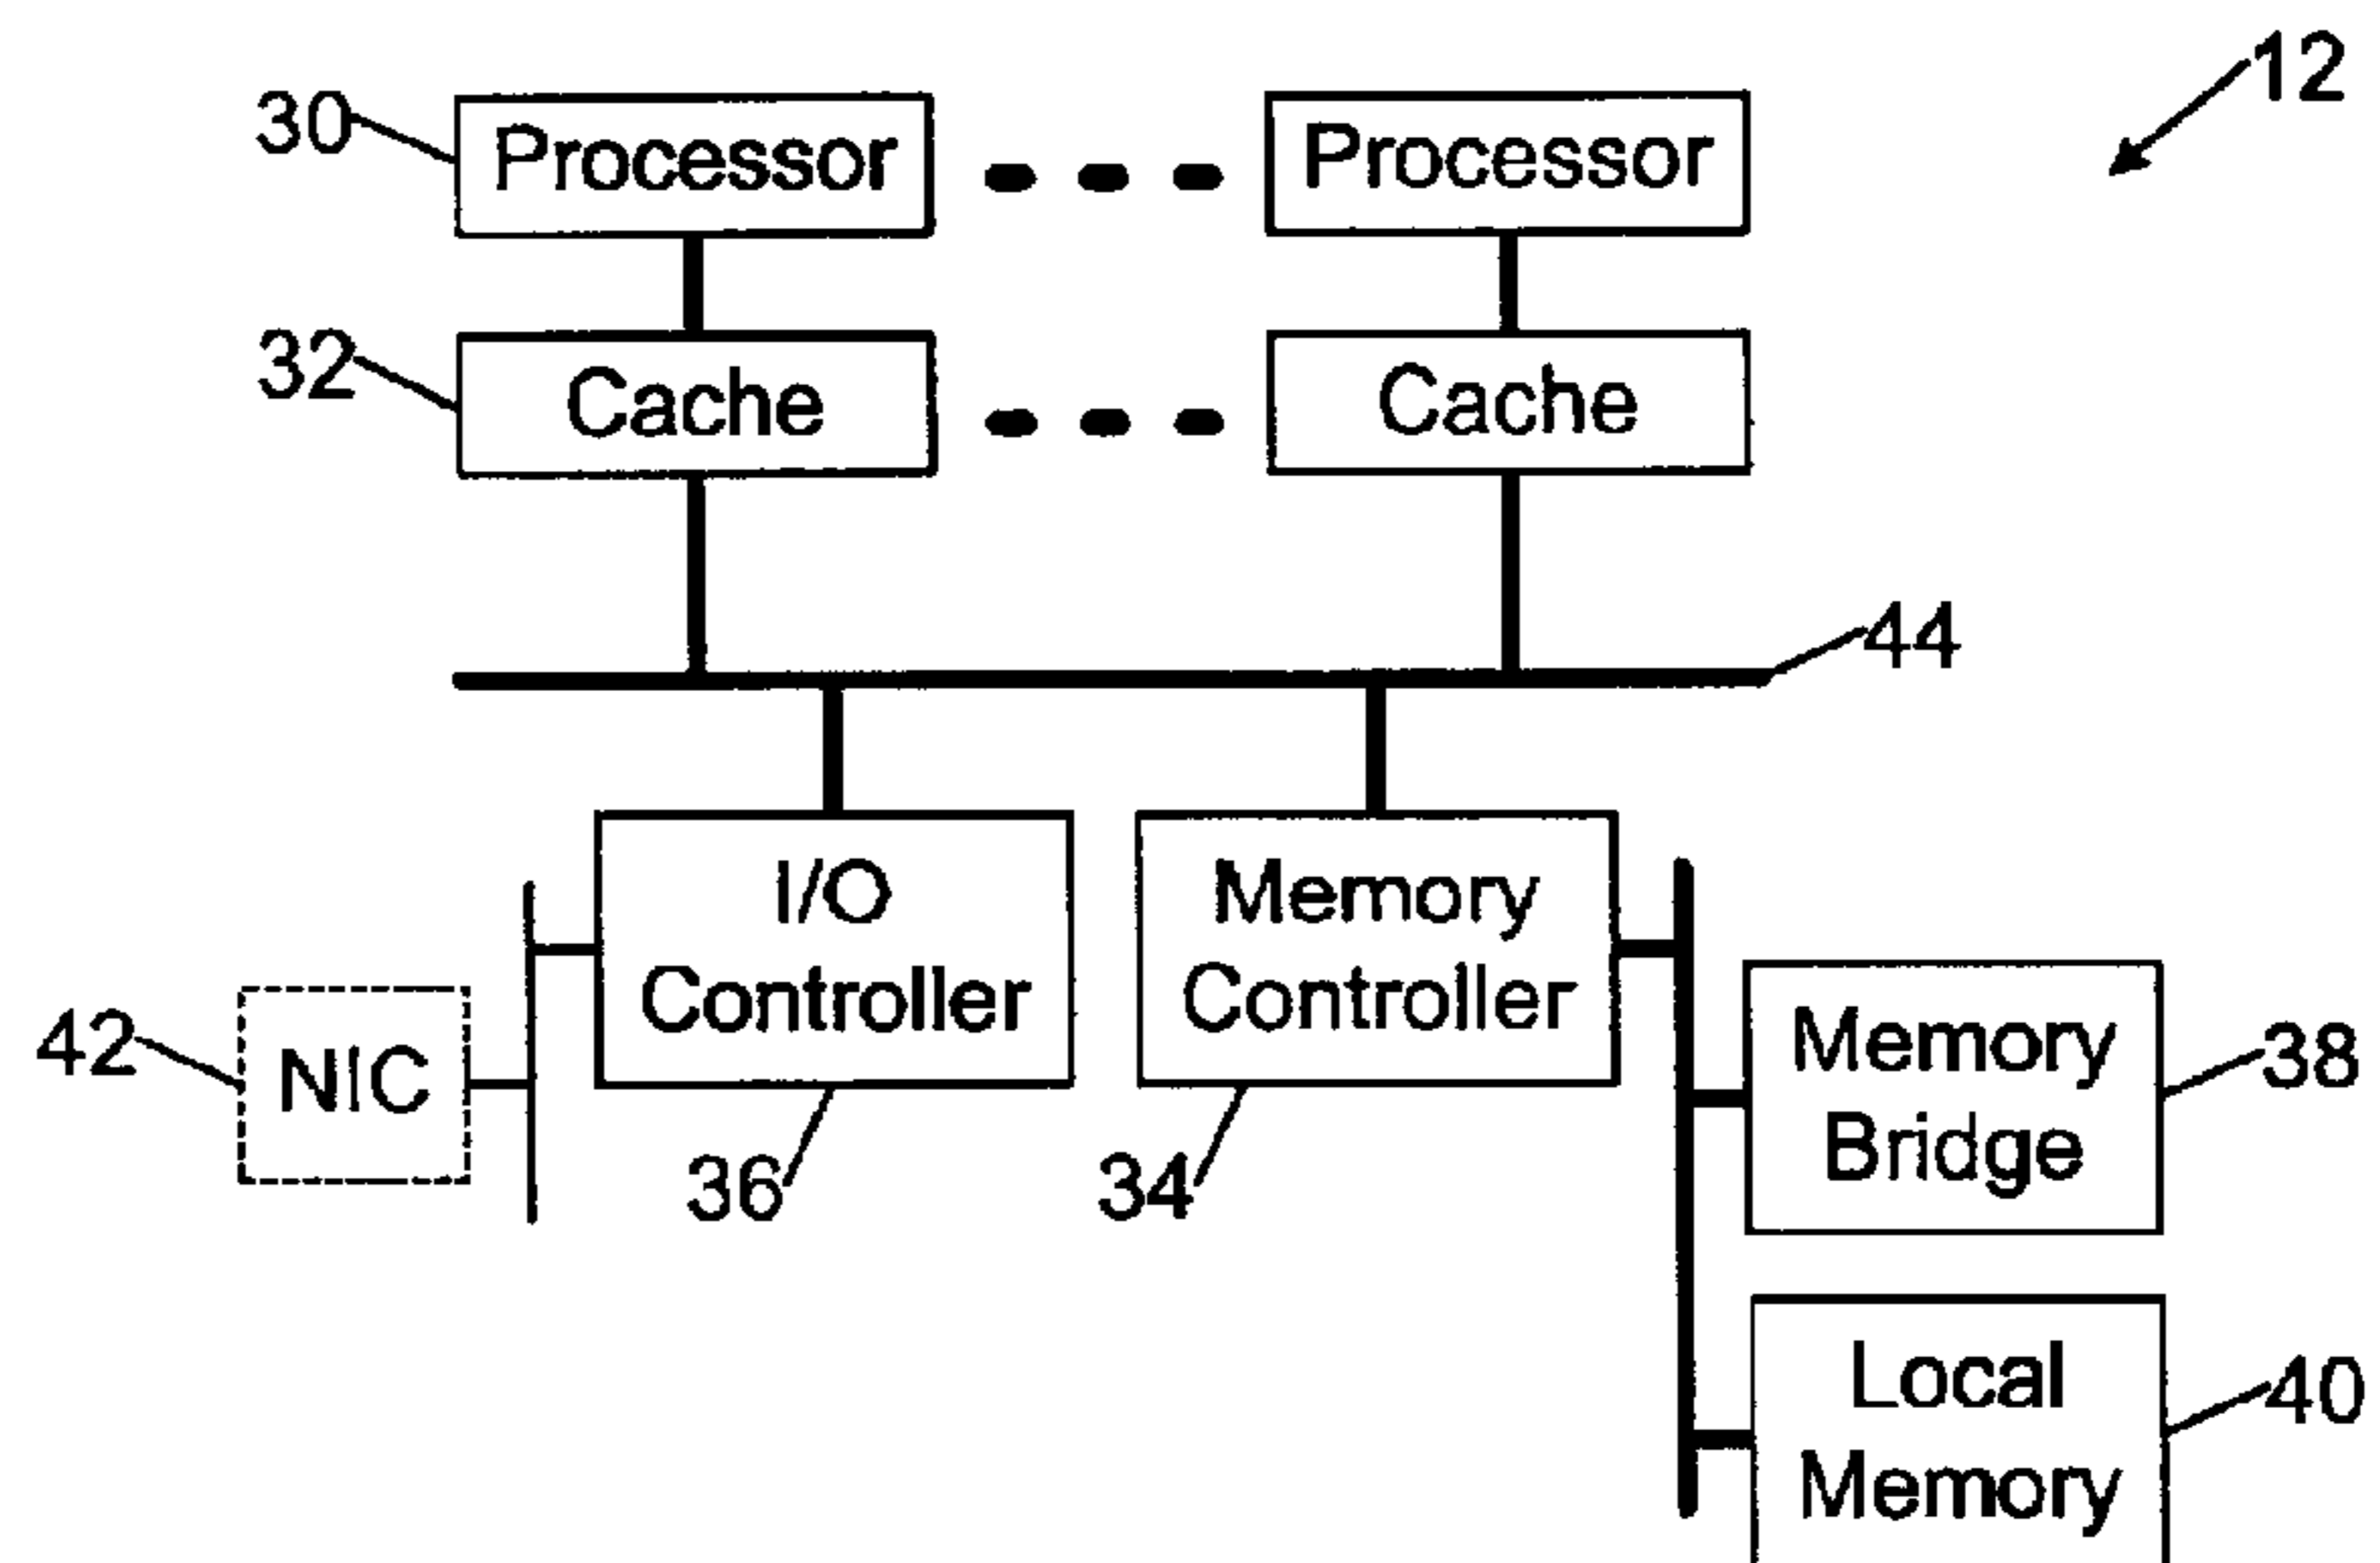 12
30
Processor
Processor
32
Cache
Cache
44
I/O
Controller
Memory
Controller
42
NIC
Memory
Bridge
38
36
34
Local
Memory
40